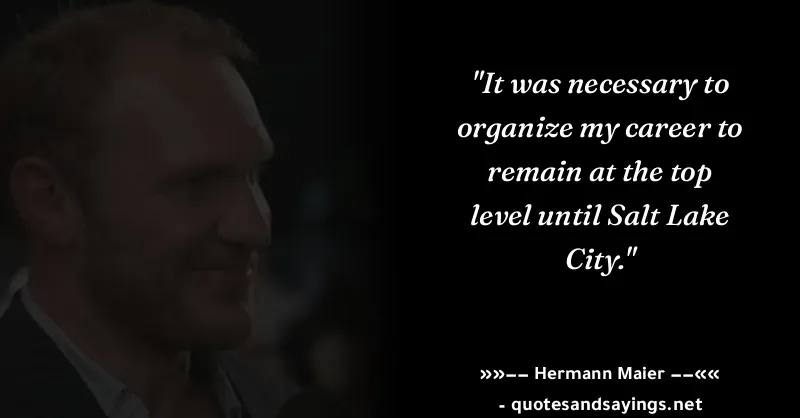 "It was necessary to
organize my career to
remain at the top
level until Salt Lake
City."
»»–– Hermann Maier ––««
- quotesandsayings.net